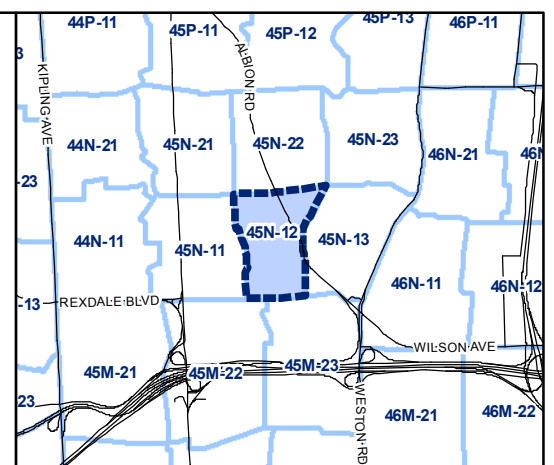 44P-11
45P-11
45P-12
45P-13
46P-11
3
KIPLING AVE
ALBION RD
44N-21
45N-21
45N-22
45N-23
46N-21
46N
-23
44N-11
45N-11
45N-12
45N-13
46N-11
46N-12
-13
REXDALE BLVD
WILSON AVE
45M-21
45M-22
45M-23
23
WESTON RD
46M-21
46M-22